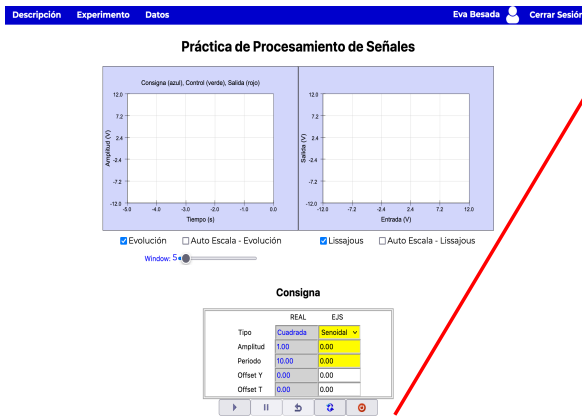 Descripción Experimento Datos Eva Besada Cerrar Sesión
Práctica de Procesamiento de Señales
Consigna (azul), Control (verde), Salida (rojo)
12.0
7.2
2.4
-2.4
-7.2
-12.0
Amplitud (V)
-5.0 -4.0 -3.0 -2.0 -1.0 0.0
Tiempo (s)
12.0
7.2
2.4
-2.4
-7.2
-12.0
Salida (V)
-12.0 -7.2 -2.4 2.4 7.2 12.0
Entrada (V)
Evolución Auto Escala - Evolución Lissajous Auto Escala - Lissajous
Window: 5
Consigna
REAL EJS
Tipo Cuadrada Senoidal
Amplitud 1.00 0.00
Periodo 10.00 0.00
Offset Y 0.00 0.00
Offset T 0.00 0.00